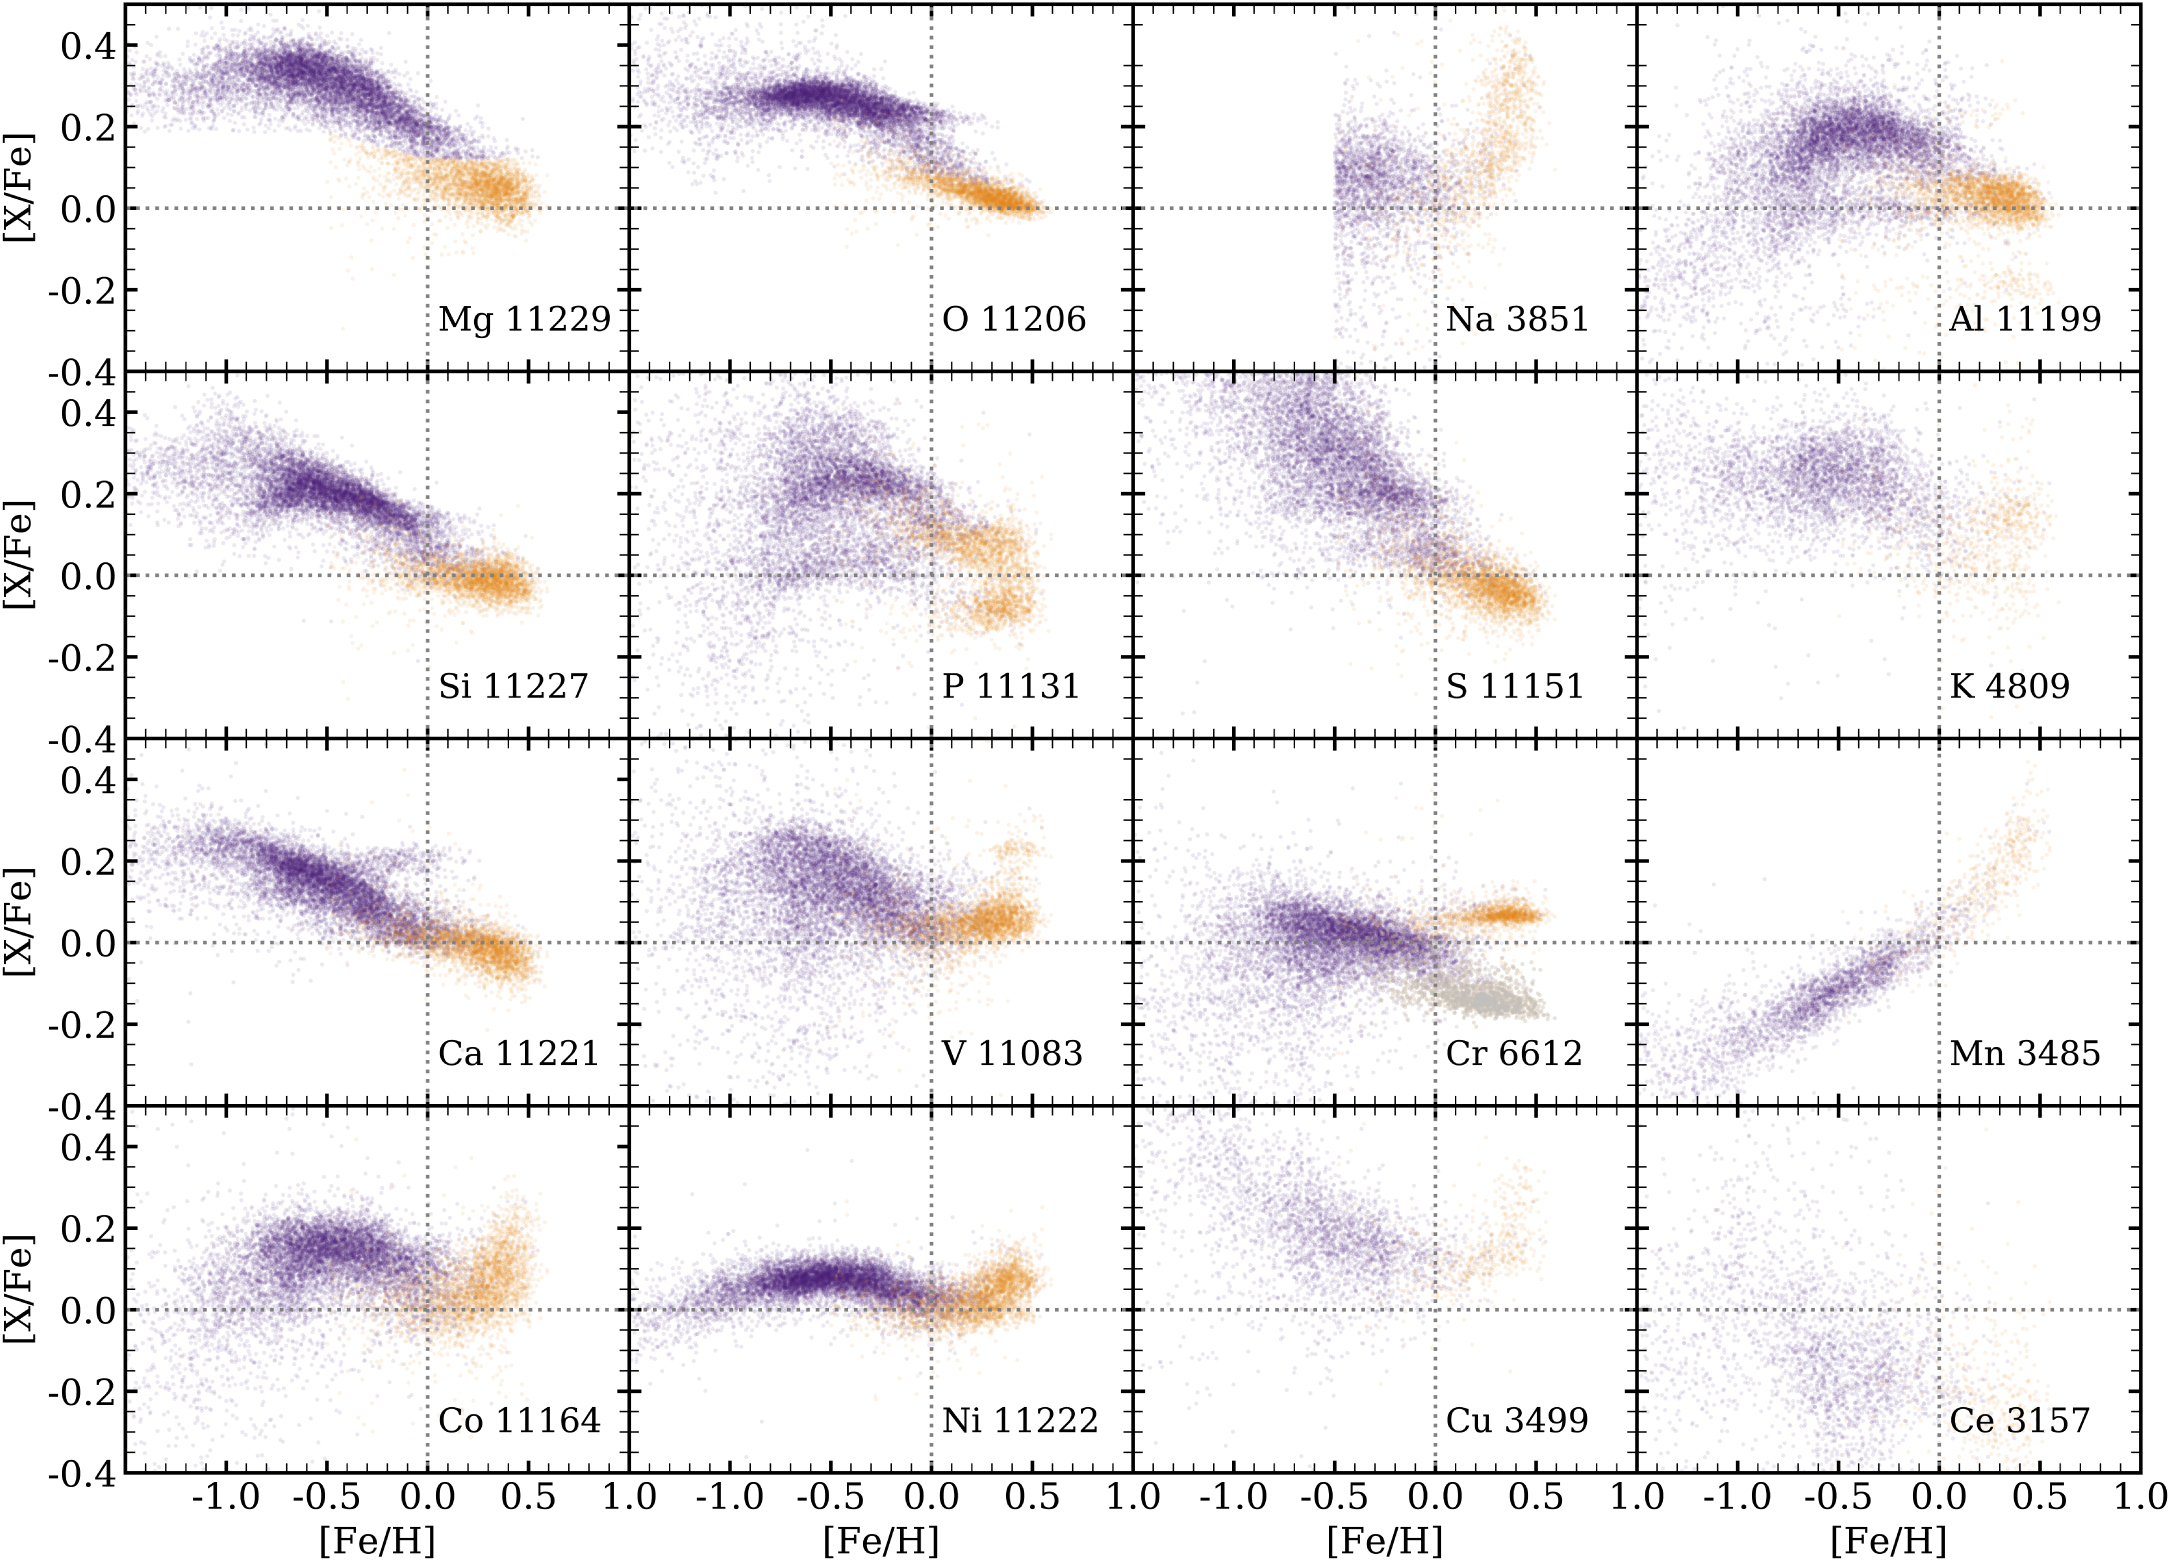 0.4
0.2
[X/Fe]
0.0
-0.2
-0.4
Mg 11229
O 11206
Na 3851
Al 11199
0.4
0.2
[X/Fe]
0.0
-0.2
-0.4
Si 11227
P 11131
S 11151
K 4809
0.4
0.2
[X/Fe]
0.0
-0.2
-0.4
Ca 11221
V 11083
Cr 6612
Mn 3485
0.4
0.2
[X/Fe]
0.0
-0.2
-0.4
Co 11164
Ni 11222
Cu 3499
Ce 3157
-1.0 -0.5 0.0 0.5 1.0 -1.0 -0.5 0.0 0.5 1.0 -1.0 -0.5 0.0 0.5 1.0 -1.0 -0.5 0.0 0.5 1.0
[Fe/H] [Fe/H] [Fe/H] [Fe/H]